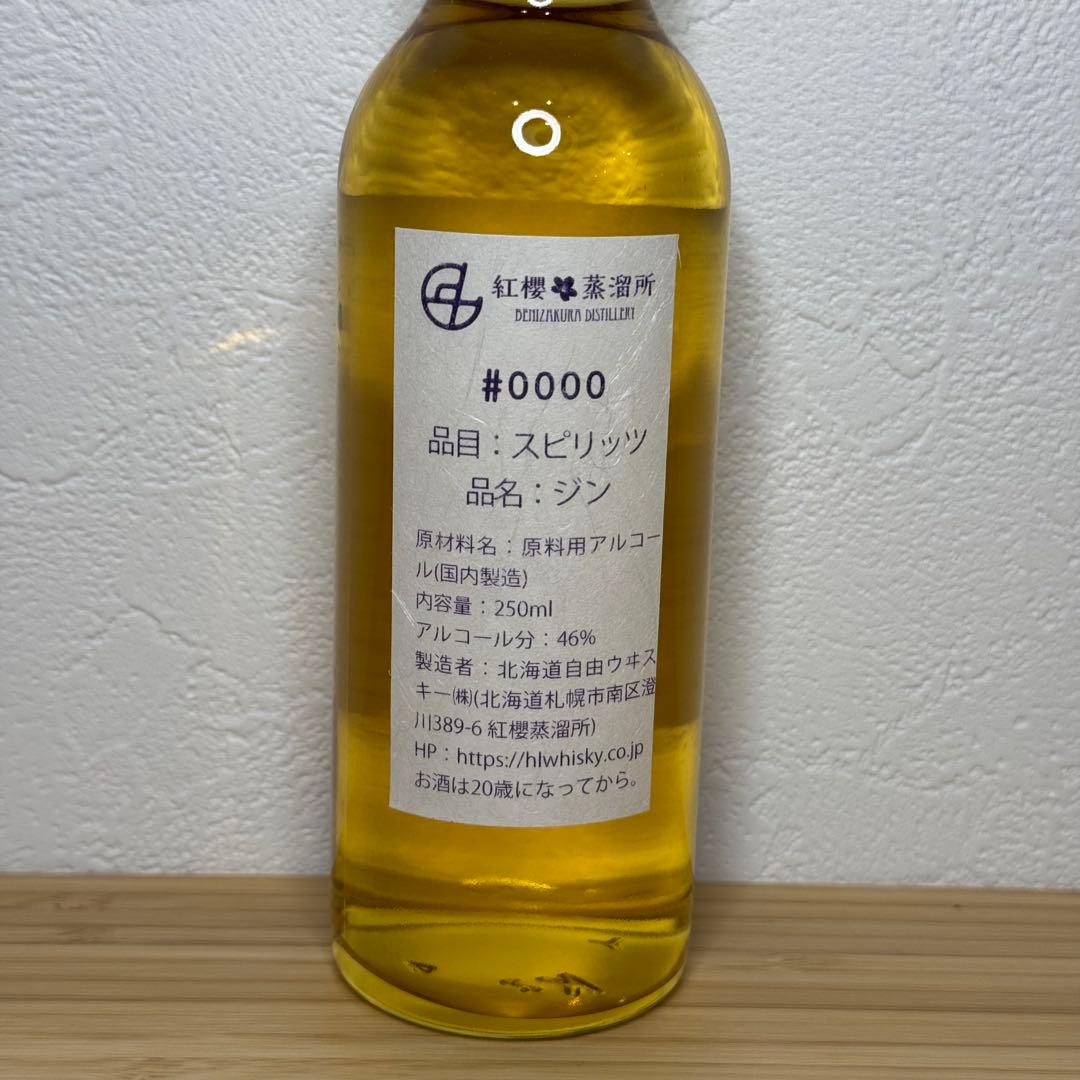 紅櫻 蒸溜所
BENIZAKURA DISTILLERY
#0000
品目：スピリッツ
品名：ジン
原材料名：原料用アルコー
ル(国内製造)
内容量：250ml
アルコール分：46%
製造者：北海道自由ウヰス
キー㈱(北海道札幌市南区澄
川389-6 紅櫻蒸溜所)
HP：https://hlwhisky.co.jp
お酒は20歳になってから。